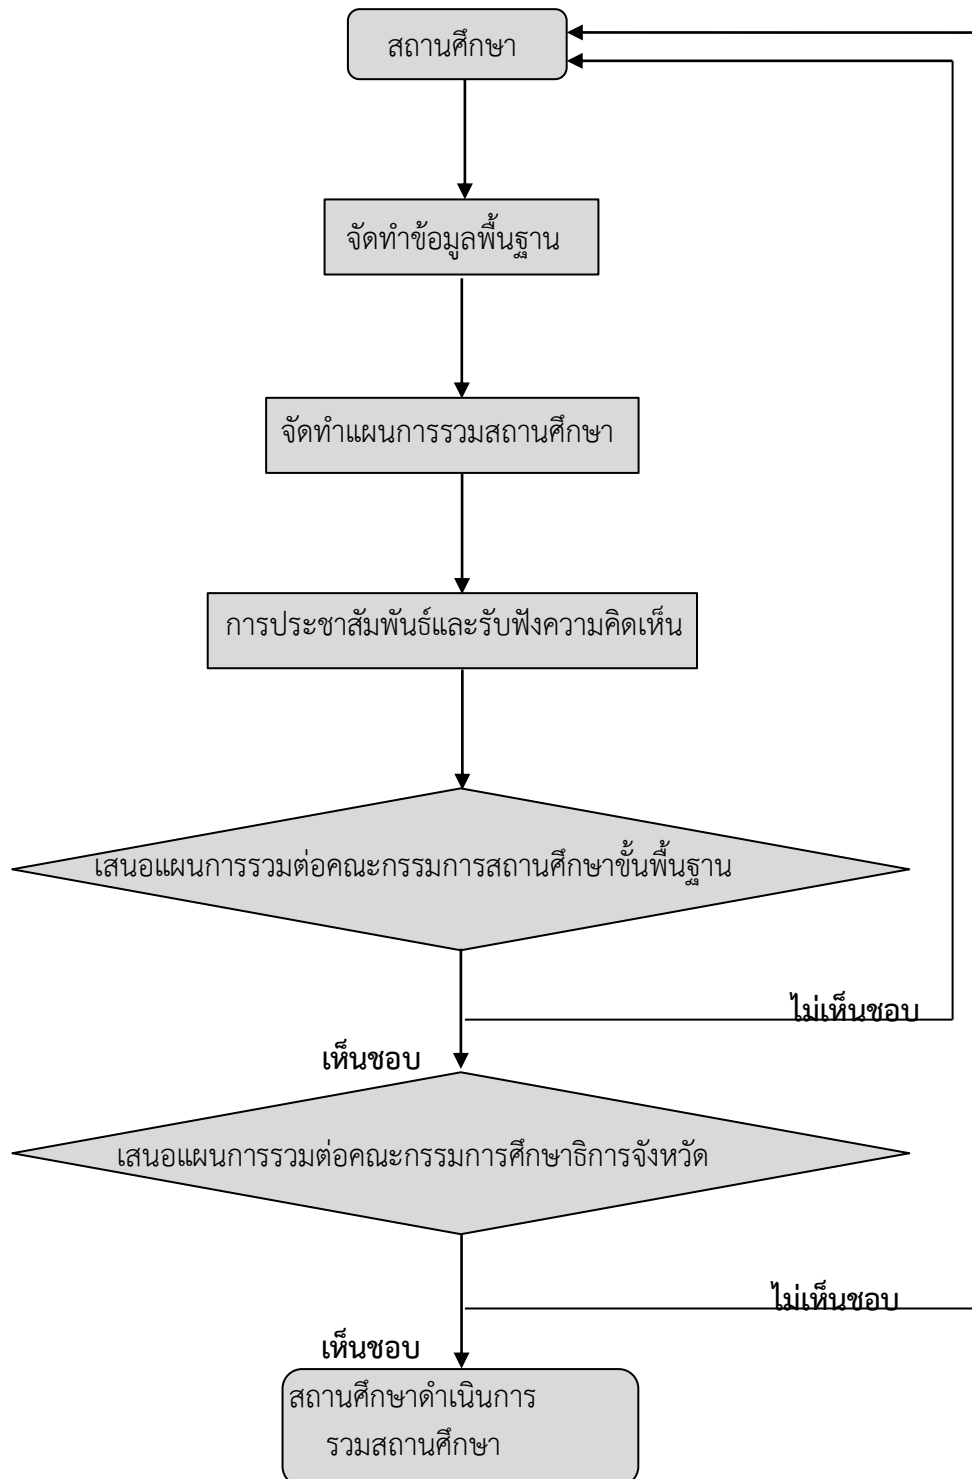 สถานศึกษา
จัดทำข้อมูลพื้นฐาน
จัดทำแผนการรวมสถานศึกษา
การประชาสัมพันธ์และรับฟังความคิดเห็น
เสนอแผนการรวมต่อคณะกรรมการสถานศึกษาขั้นพื้นฐาน
ไม่เห็นชอบ
เห็นชอบ
เสนอแผนการรวมต่อคณะกรรมการศึกษาธิการจังหวัด
ไม่เห็นชอบ
เห็นชอบ
สถานศึกษาดำเนินการ
รวมสถานศึกษา